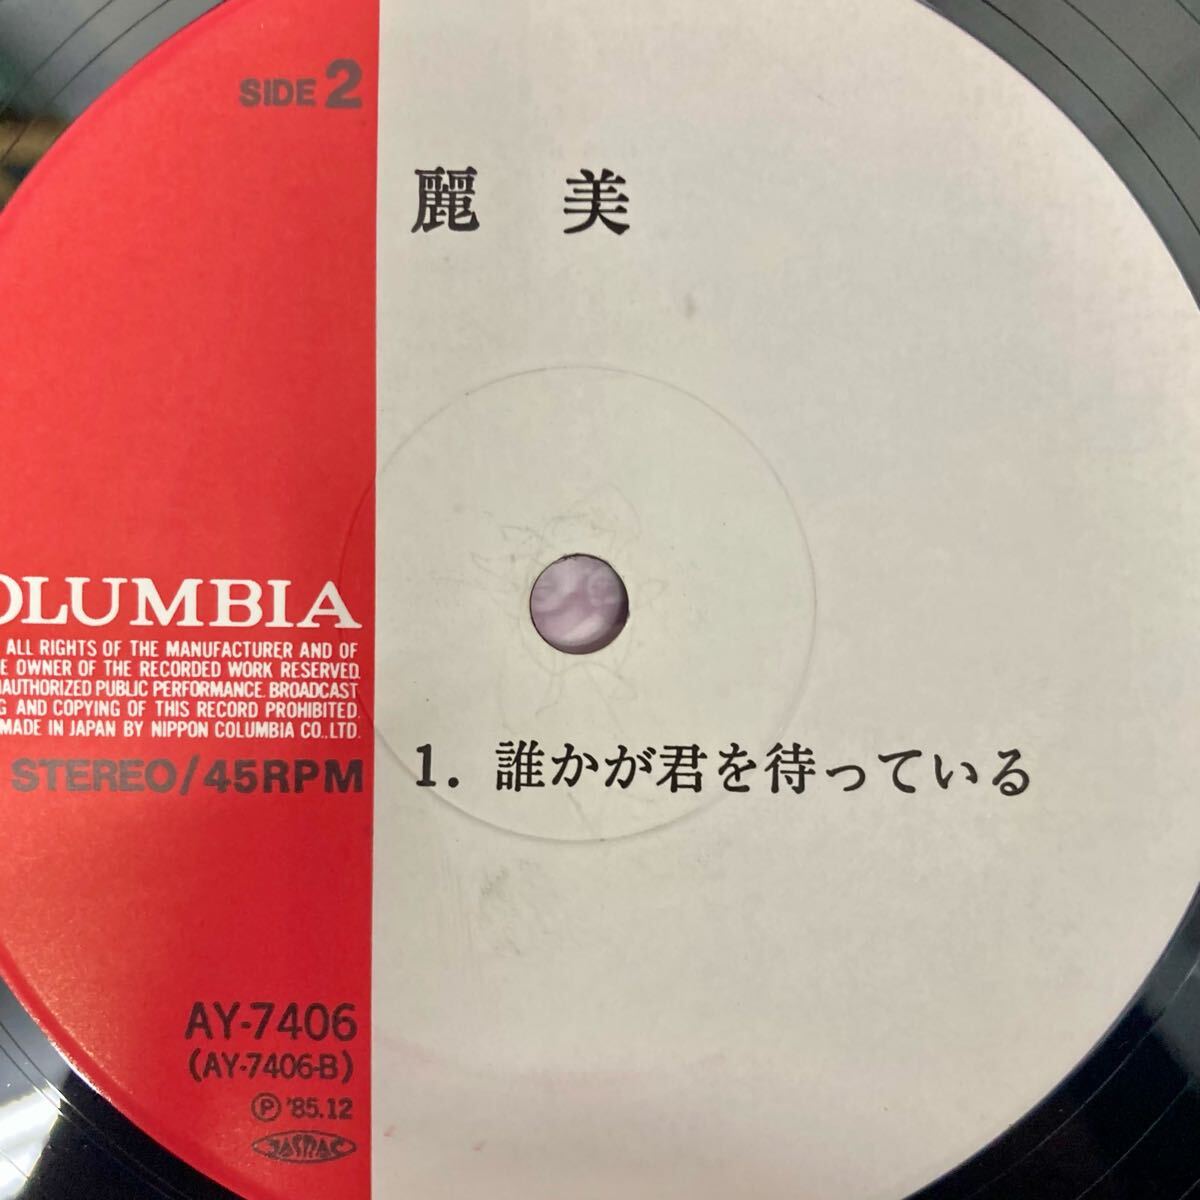 SIDE 2
麗 美
OLUMBIA
ALL RIGHTS OF THE MANUFACTURER AND OF
E OWNER OF THE RECORDED WORK RESERVED.
AUTHORIZED PUBLIC PERFORMANCE. BROADCAST
G AND COPYING OF THIS RECORD PROHIBITED.
MADE IN JAPAN BY NIPPON COLUMBIA CO., LTD.
STEREO/45RPM
1. 誰かが君を待っている
AY-7406
(AY-7406-B)
Ⓟ '85.12
JASRAC